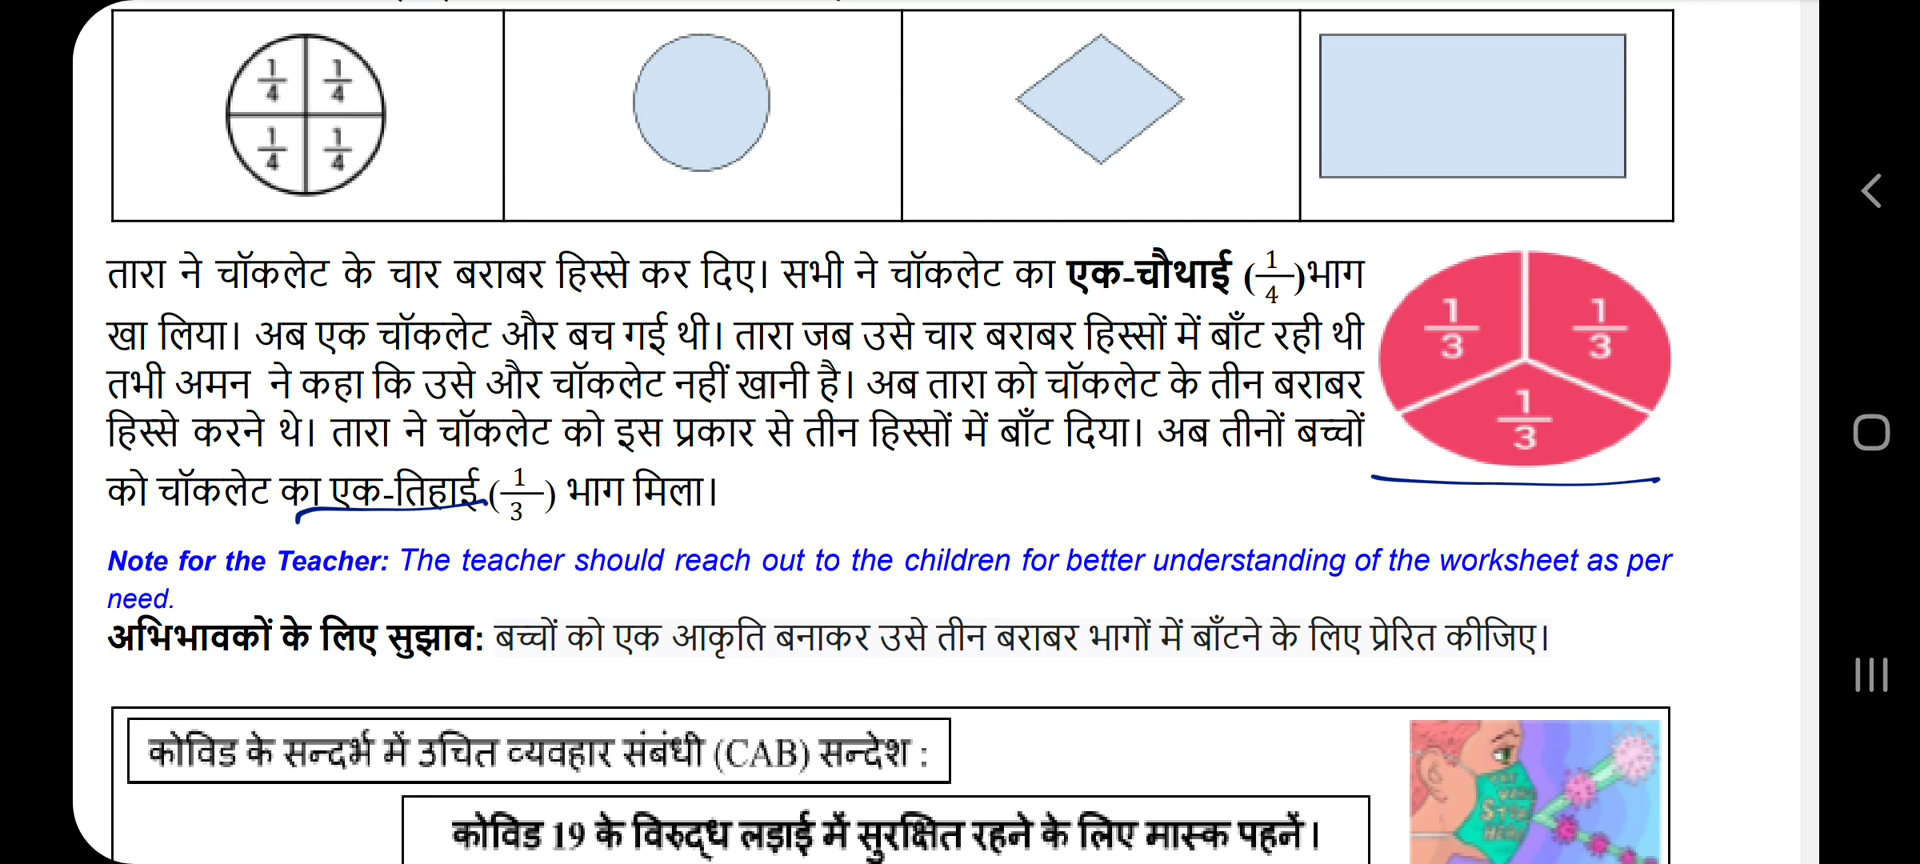 1/4 1/4
1/4 1/4
तारा ने चॉकलेट के चार बराबर हिस्से कर दिए। सभी ने चॉकलेट का एक-चौथाई (1/4)भाग
खा लिया। अब एक चॉकलेट और बच गई थी। तारा जब उसे चार बराबर हिस्सों में बाँट रही थी
तभी अमन ने कहा कि उसे और चॉकलेट नहीं खानी है। अब तारा को चॉकलेट के तीन बराबर
हिस्से करने थे। तारा ने चॉकलेट को इस प्रकार से तीन हिस्सों में बाँट दिया। अब तीनों बच्चों
को चॉकलेट का एक-तिहाई (1/3) भाग मिला।
1/3 1/3
1/3
Note for the Teacher: The teacher should reach out to the children for better understanding of the worksheet as per
need.
अभिभावकों के लिए सुझाव: बच्चों को एक आकृति बनाकर उसे तीन बराबर भागों में बाँटने के लिए प्रेरित कीजिए।
कोविड के सन्दर्भ में उचित व्यवहार संबंधी (CAB) सन्देश :
कोविड 19 के विरुद्ध लड़ाई में सुरक्षित रहने के लिए मास्क पहनें।